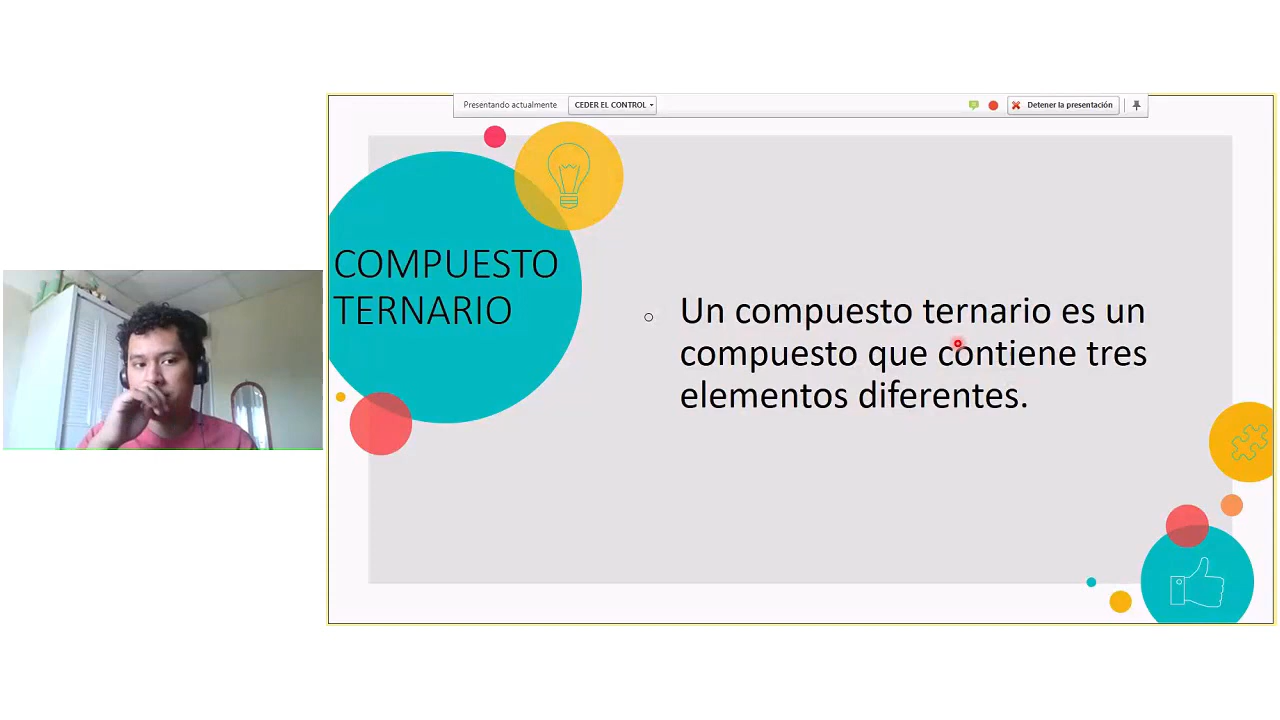 Presentando actualmente CEDER EL CONTROL Detener la presentación
COMPUESTO
TERNARIO
Un compuesto ternario es un
compuesto que contiene tres
elementos diferentes.